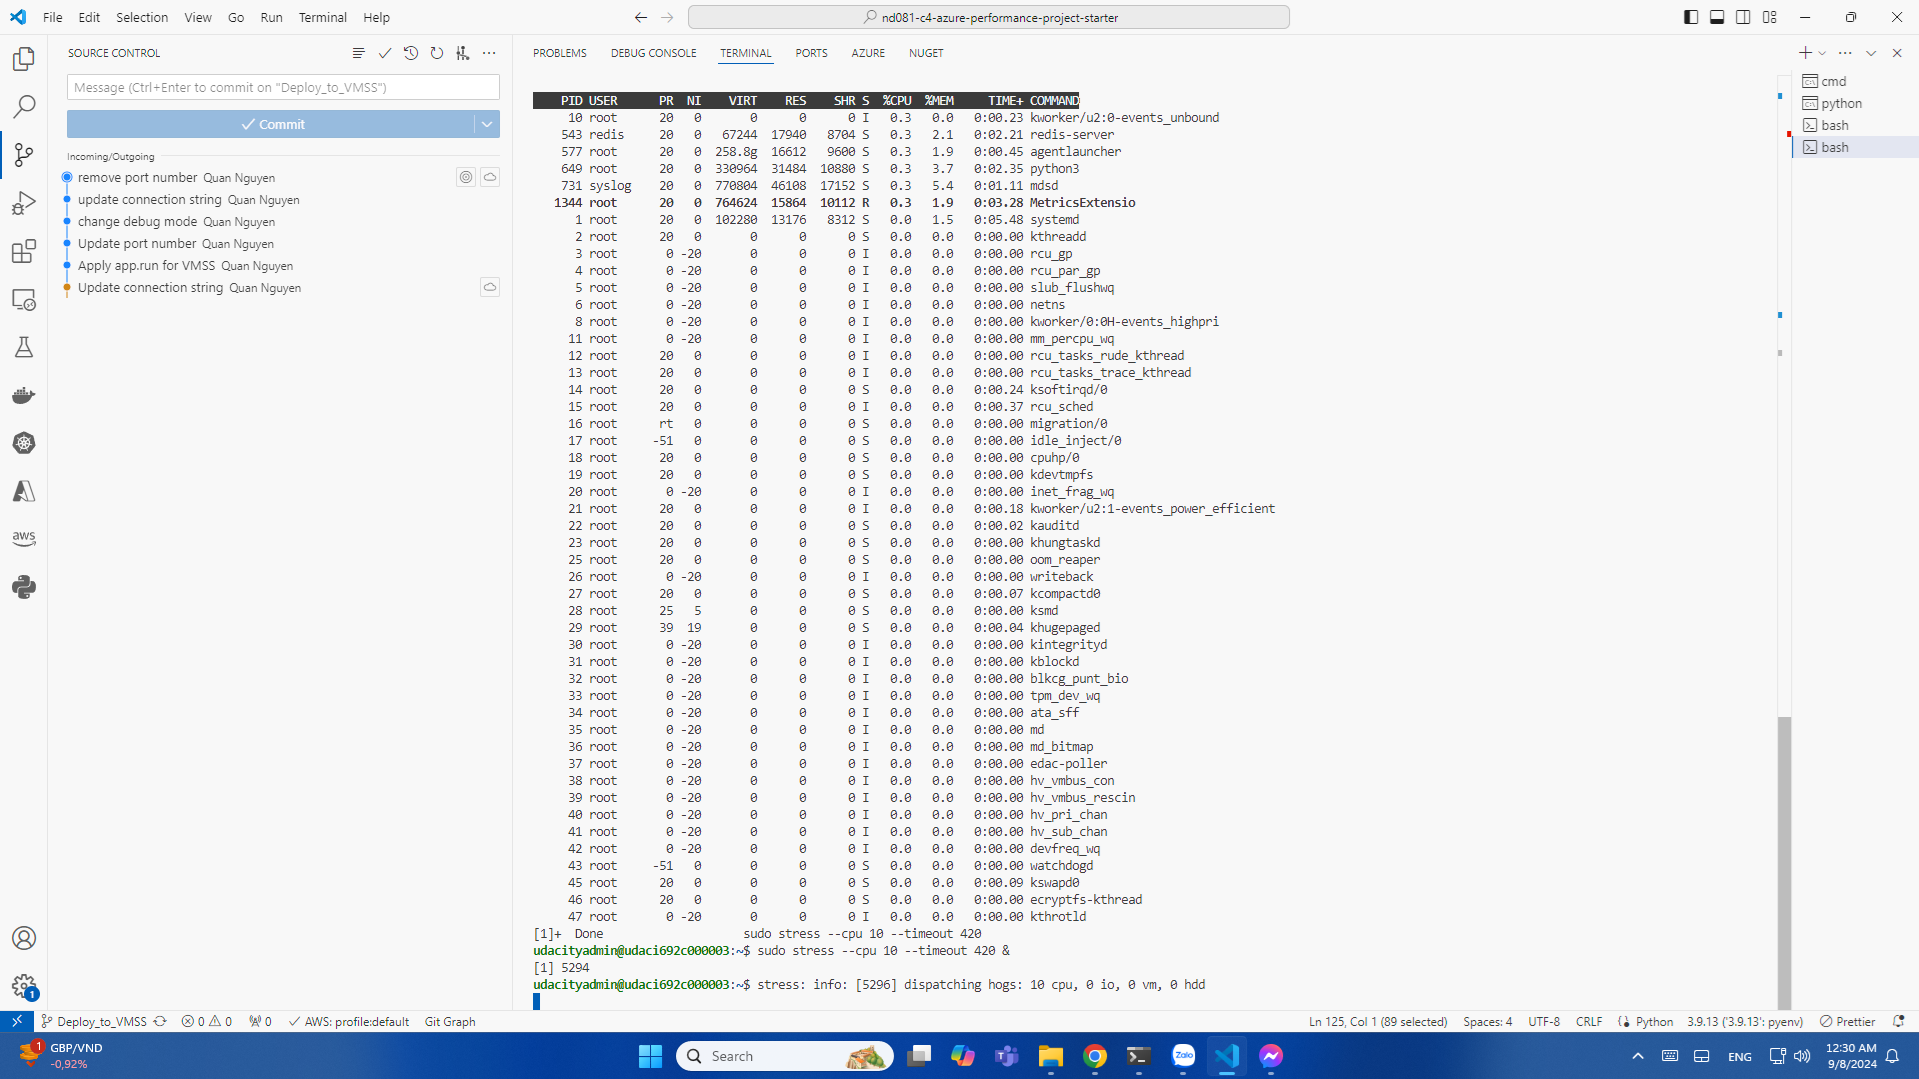 File Edit Selection View Go Run Terminal Help
nd081-c4-azure-performance-project-starter
SOURCE CONTROL
Message (Ctrl+Enter to commit on "Deploy_to_VMSS")
Commit
Incoming/Outgoing
remove port number Quan Nguyen
update connection string Quan Nguyen
change debug mode Quan Nguyen
Update port number Quan Nguyen
Apply app.run for VMSS Quan Nguyen
Update connection string Quan Nguyen
aws
1
PROBLEMS DEBUG CONSOLE TERMINAL PORTS AZURE NUGET
cmd
python
bash
bash
PID USER PR NI VIRT RES SHR S %CPU %MEM TIME+ COMMAND
10 root 20 0 0 0 0 I 0.3 0.0 0:00.23 kworker/u2:0-events_unbound
543 redis 20 0 67244 17940 8704 S 0.3 2.1 0:02.21 redis-server
577 root 20 0 258.8g 16612 9600 S 0.3 1.9 0:00.45 agentlauncher
649 root 20 0 330964 31484 10880 S 0.3 3.7 0:02.35 python3
731 syslog 20 0 770804 46108 17152 S 0.3 5.4 0:01.11 mdsd
1344 root 20 0 764624 15864 10112 R 0.3 1.9 0:03.28 MetricsExtensio
1 root 20 0 102280 13176 8312 S 0.0 1.5 0:05.48 systemd
2 root 20 0 0 0 0 S 0.0 0.0 0:00.00 kthreadd
3 root 0 -20 0 0 0 I 0.0 0.0 0:00.00 rcu_gp
4 root 0 -20 0 0 0 I 0.0 0.0 0:00.00 rcu_par_gp
5 root 0 -20 0 0 0 I 0.0 0.0 0:00.00 slub_flushwq
6 root 0 -20 0 0 0 I 0.0 0.0 0:00.00 netns
8 root 0 -20 0 0 0 I 0.0 0.0 0:00.00 kworker/0:0H-events_highpri
11 root 0 -20 0 0 0 I 0.0 0.0 0:00.00 mm_percpu_wq
12 root 20 0 0 0 0 I 0.0 0.0 0:00.00 rcu_tasks_rude_kthread
13 root 20 0 0 0 0 I 0.0 0.0 0:00.00 rcu_tasks_trace_kthread
14 root 20 0 0 0 0 S 0.0 0.0 0:00.24 ksoftirqd/0
15 root 20 0 0 0 0 I 0.0 0.0 0:00.37 rcu_sched
16 root rt 0 0 0 0 S 0.0 0.0 0:00.00 migration/0
17 root -51 0 0 0 0 S 0.0 0.0 0:00.00 idle_inject/0
18 root 20 0 0 0 0 S 0.0 0.0 0:00.00 cpuhp/0
19 root 20 0 0 0 0 S 0.0 0.0 0:00.00 kdevtmpfs
20 root 0 -20 0 0 0 I 0.0 0.0 0:00.00 inet_frag_wq
21 root 20 0 0 0 0 I 0.0 0.0 0:00.18 kworker/u2:1-events_power_efficient
22 root 20 0 0 0 0 S 0.0 0.0 0:00.02 kauditd
23 root 20 0 0 0 0 S 0.0 0.0 0:00.00 khungtaskd
25 root 20 0 0 0 0 S 0.0 0.0 0:00.00 oom_reaper
26 root 0 -20 0 0 0 I 0.0 0.0 0:00.00 writeback
27 root 20 0 0 0 0 S 0.0 0.0 0:00.07 kcompactd0
28 root 25 5 0 0 0 S 0.0 0.0 0:00.00 ksmd
29 root 39 19 0 0 0 S 0.0 0.0 0:00.04 khugepaged
30 root 0 -20 0 0 0 I 0.0 0.0 0:00.00 kintegrityd
31 root 0 -20 0 0 0 I 0.0 0.0 0:00.00 kblockd
32 root 0 -20 0 0 0 I 0.0 0.0 0:00.00 blkcg_punt_bio
33 root 0 -20 0 0 0 I 0.0 0.0 0:00.00 tpm_dev_wq
34 root 0 -20 0 0 0 I 0.0 0.0 0:00.00 ata_sff
35 root 0 -20 0 0 0 I 0.0 0.0 0:00.00 md
36 root 0 -20 0 0 0 I 0.0 0.0 0:00.00 md_bitmap
37 root 0 -20 0 0 0 I 0.0 0.0 0:00.00 edac-poller
38 root 0 -20 0 0 0 I 0.0 0.0 0:00.00 hv_vmbus_con
39 root 0 -20 0 0 0 I 0.0 0.0 0:00.00 hv_vmbus_rescin
40 root 0 -20 0 0 0 I 0.0 0.0 0:00.00 hv_pri_chan
41 root 0 -20 0 0 0 I 0.0 0.0 0:00.00 hv_sub_chan
42 root 0 -20 0 0 0 I 0.0 0.0 0:00.00 devfreq_wq
43 root -51 0 0 0 0 S 0.0 0.0 0:00.00 watchdogd
45 root 20 0 0 0 0 S 0.0 0.0 0:00.09 kswapd0
46 root 20 0 0 0 0 S 0.0 0.0 0:00.00 ecryptfs-kthread
47 root 0 -20 0 0 0 I 0.0 0.0 0:00.00 kthrotld
[1]+ Done sudo stress --cpu 10 --timeout 420
udacityadmin@udaci692c000003:~$ sudo stress --cpu 10 --timeout 420 &
[1] 5294
udacityadmin@udaci692c000003:~$ stress: info: [5296] dispatching hogs: 10 cpu, 0 io, 0 vm, 0 hdd
Deploy_to_VMSS 0 0 0 AWS: profile:default Git Graph
Ln 125, Col 1 (89 selected) Spaces: 4 UTF-8 CRLF Python 3.9.13 ('3.9.13': pyenv) Prettier
1
GBP/VND
-0,92%
Search
Zalo
ENG
12:30 AM
9/8/2024